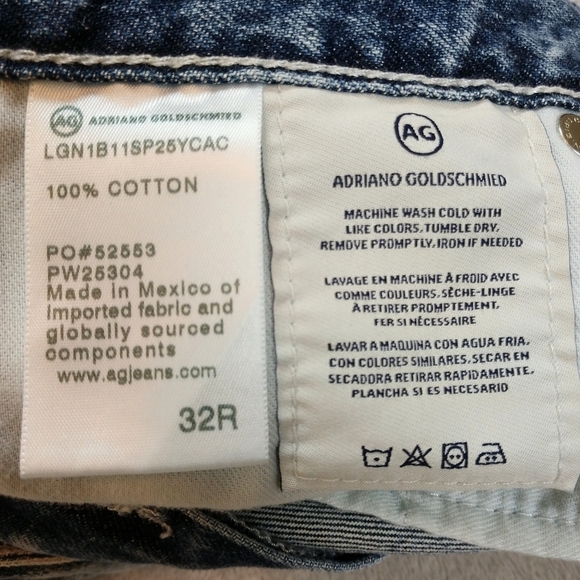 AG ADRIANO GOLDSCHMIED
LGN1B11SP25YCAC
100% COTTON
PO#52553
PW25304
Made in Mexico of
imported fabric and
globally sourced
components
www.agjeans.com
32R
AG
ADRIANO GOLDSCHMIED
MACHINE WASH COLD WITH
LIKE COLORS, TUMBLE DRY,
REMOVE PROMPTLY, IRON IF NEEDED
LAVAGE EN MACHINE À FROID AVEC
COMME COULEURS, SÈCHE-LINGE
À RETIRER PROMPTEMENT,
FER SI NÉCESSAIRE
LAVAR A MAQUINA CON AGUA FRIA,
CON COLORES SIMILARES, SECAR EN
SECADORA RETIRAR RAPIDAMENTE,
PLANCHA SI ES NECESARIO